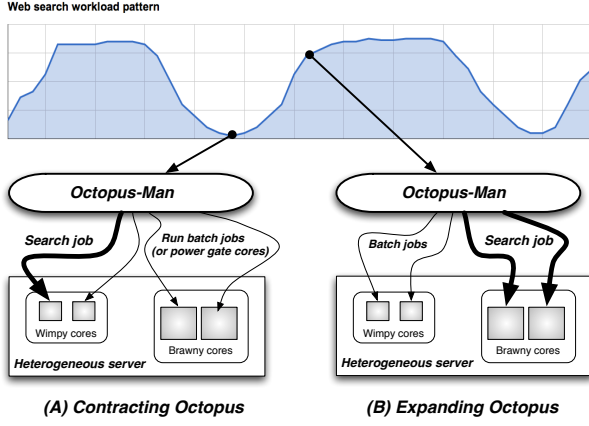 Web search workload pattern
Octopus-Man
Octopus-Man
Search job
Run batch jobs
(or power gate cores)
Batch jobs
Search job
Wimpy cores
Brawny cores
Heterogeneous server
Wimpy cores
Brawny cores
Heterogeneous server
(A) Contracting Octopus
(B) Expanding Octopus